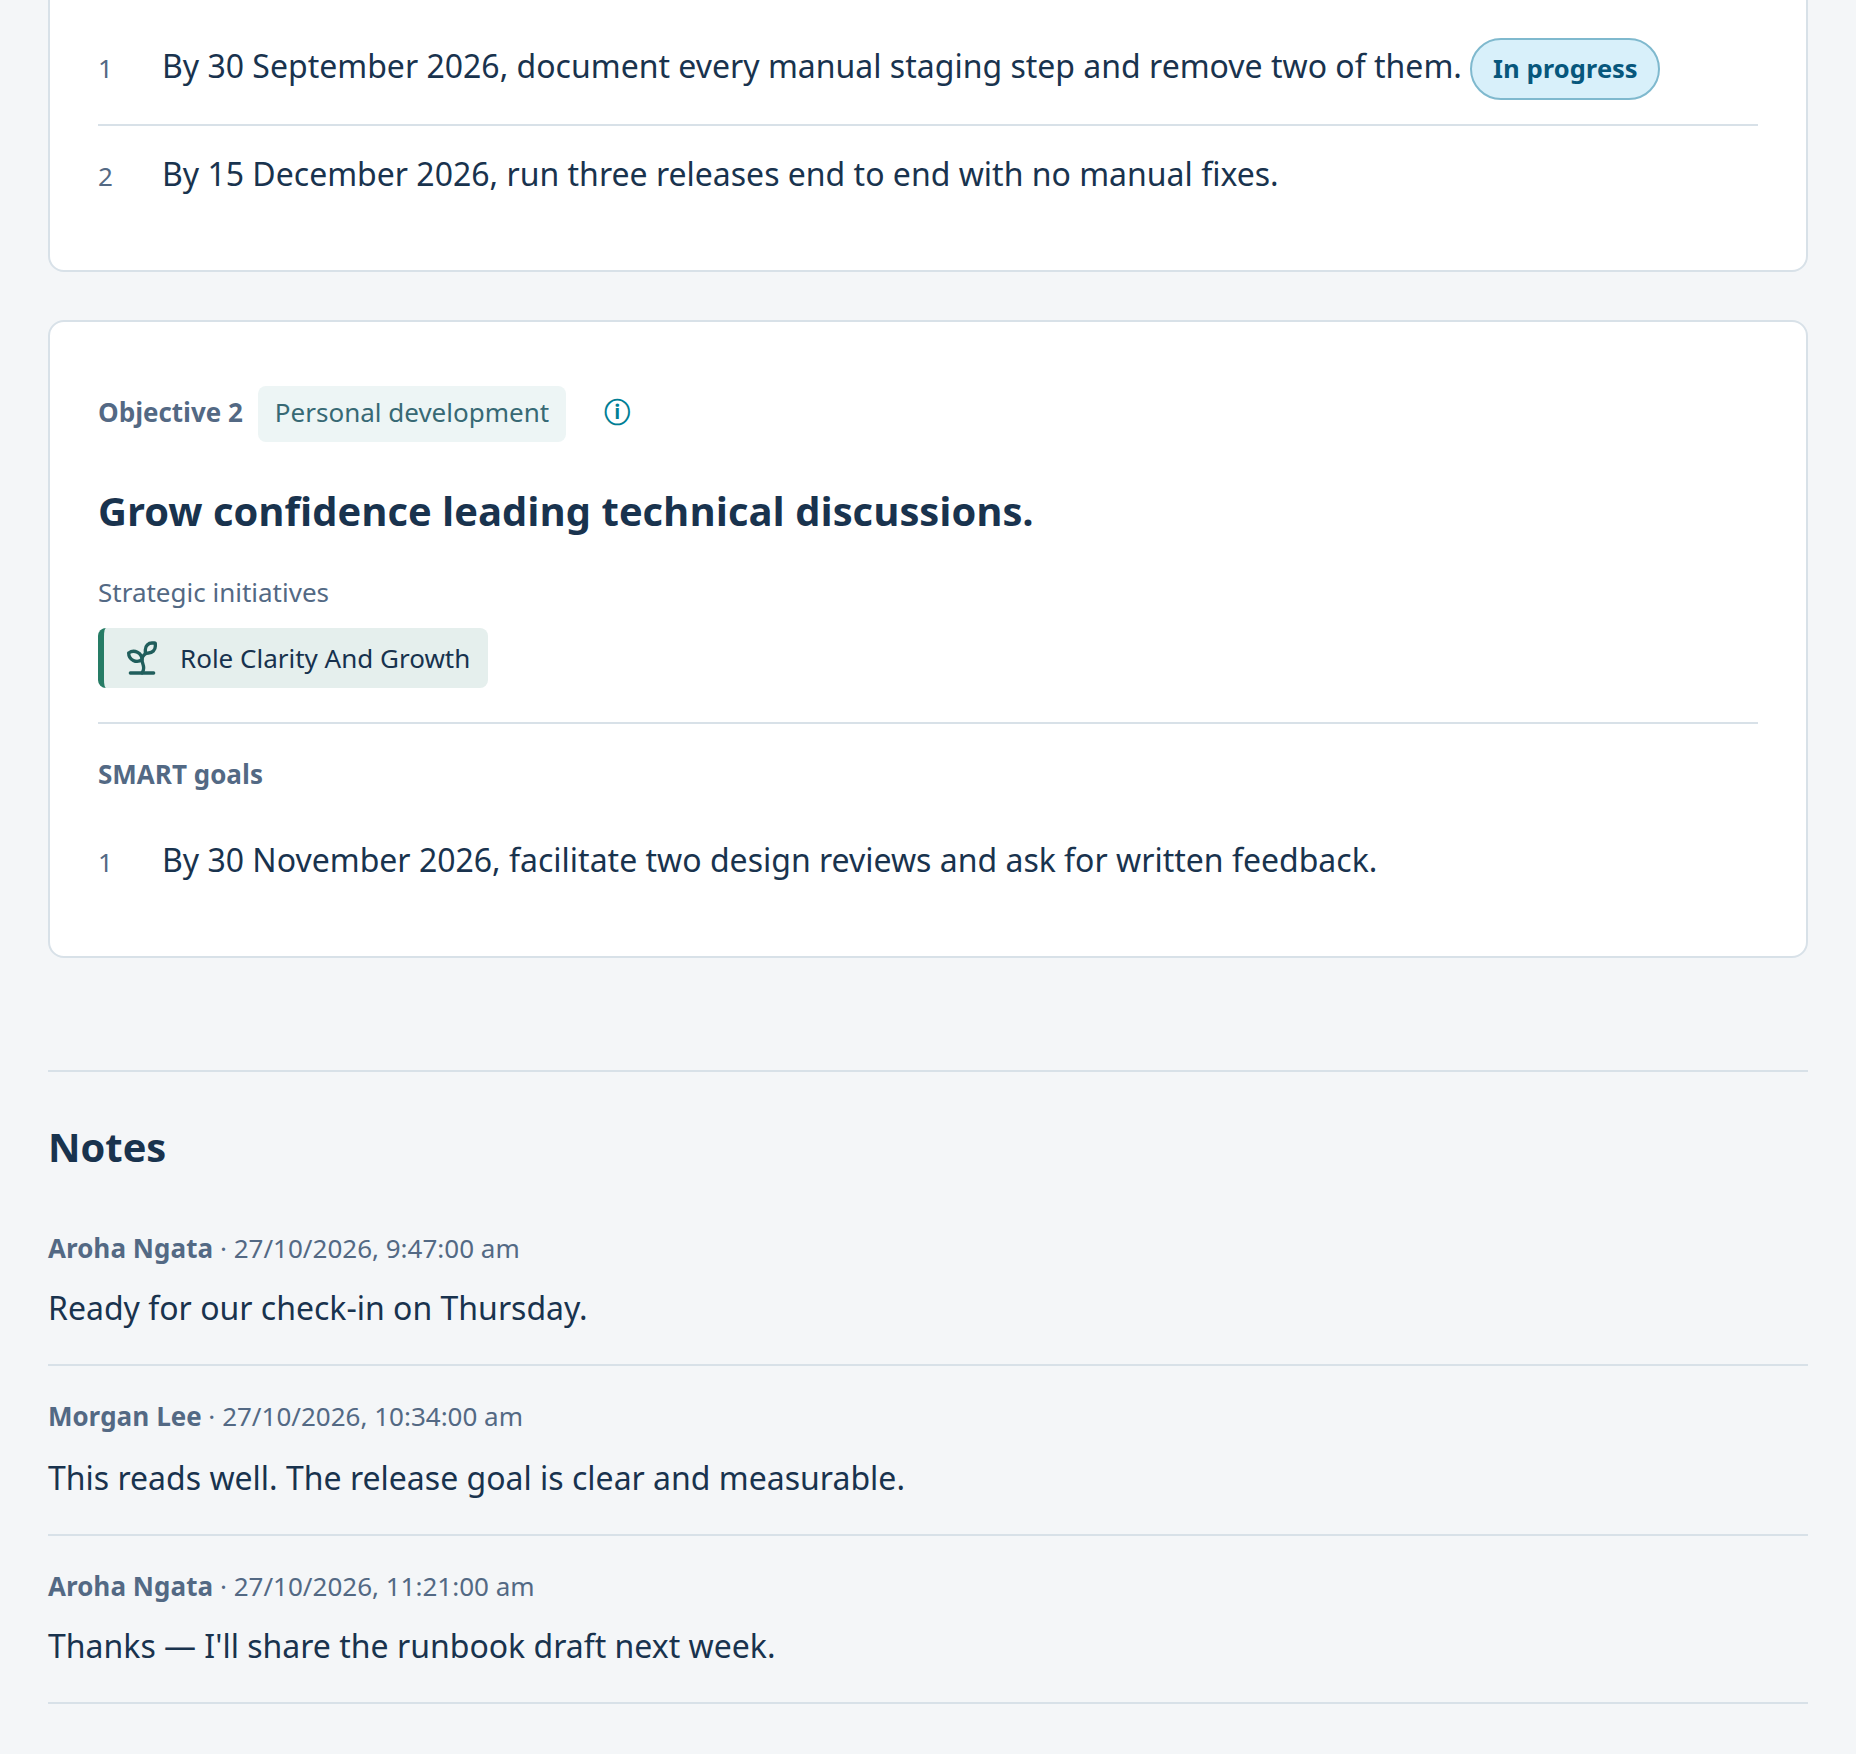 1 By 30 September 2026, document every manual staging step and remove two of them. In progress
2 By 15 December 2026, run three releases end to end with no manual fixes.
Objective 2 Personal development
Grow confidence leading technical discussions.
Strategic initiatives
Role Clarity And Growth
SMART goals
1 By 30 November 2026, facilitate two design reviews and ask for written feedback.
Notes
Aroha Ngata · 27/10/2026, 9:47:00 am
Ready for our check-in on Thursday.
Morgan Lee · 27/10/2026, 10:34:00 am
This reads well. The release goal is clear and measurable.
Aroha Ngata · 27/10/2026, 11:21:00 am
Thanks — I'll share the runbook draft next week.